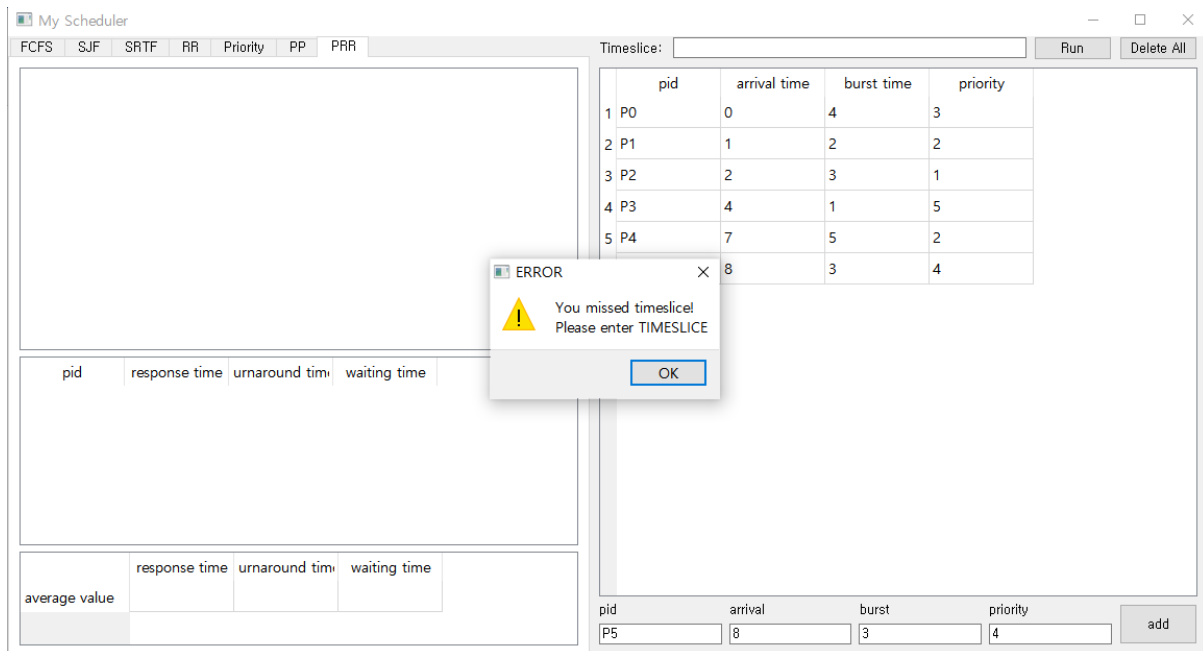 My Scheduler
FCFS SJF SRTF RR Priority PP PRR
Timeslice: Run Delete All
pid arrival time burst time priority
1 P0 0 4 3
2 P1 1 2 2
3 P2 2 3 1
4 P3 4 1 5
5 P4 7 5 2
8 3 4
ERROR
You missed timeslice!
Please enter TIMESLICE
OK
pid response time urnaround time waiting time
response time urnaround time waiting time
average value
pid arrival burst priority
P5 8 3 4 add